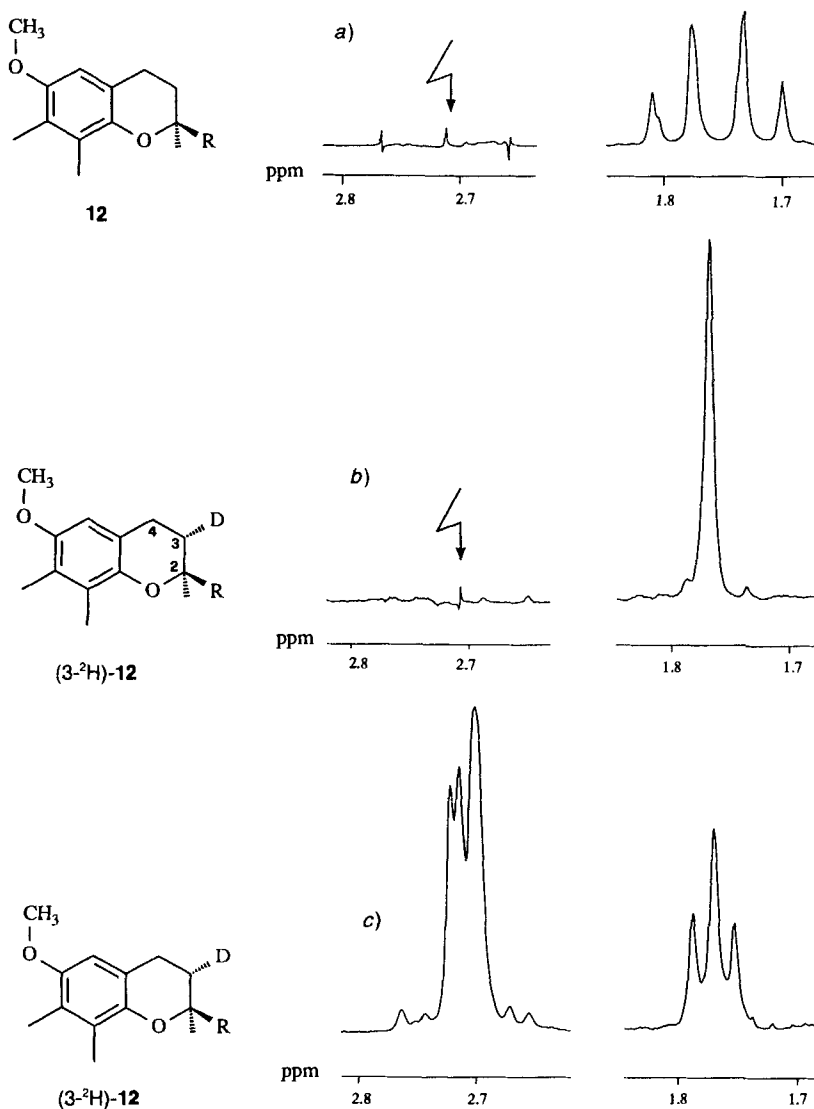 CH3
O
O
R
12
a)
ppm
2.8
2.7
1.8
1.7
CH3
O
4
3
D
2
O
R
(3-²H)-12
b)
ppm
2.8
2.7
1.8
1.7
CH3
O
D
O
R
(3-²H)-12
c)
ppm
2.8
2.7
1.8
1.7